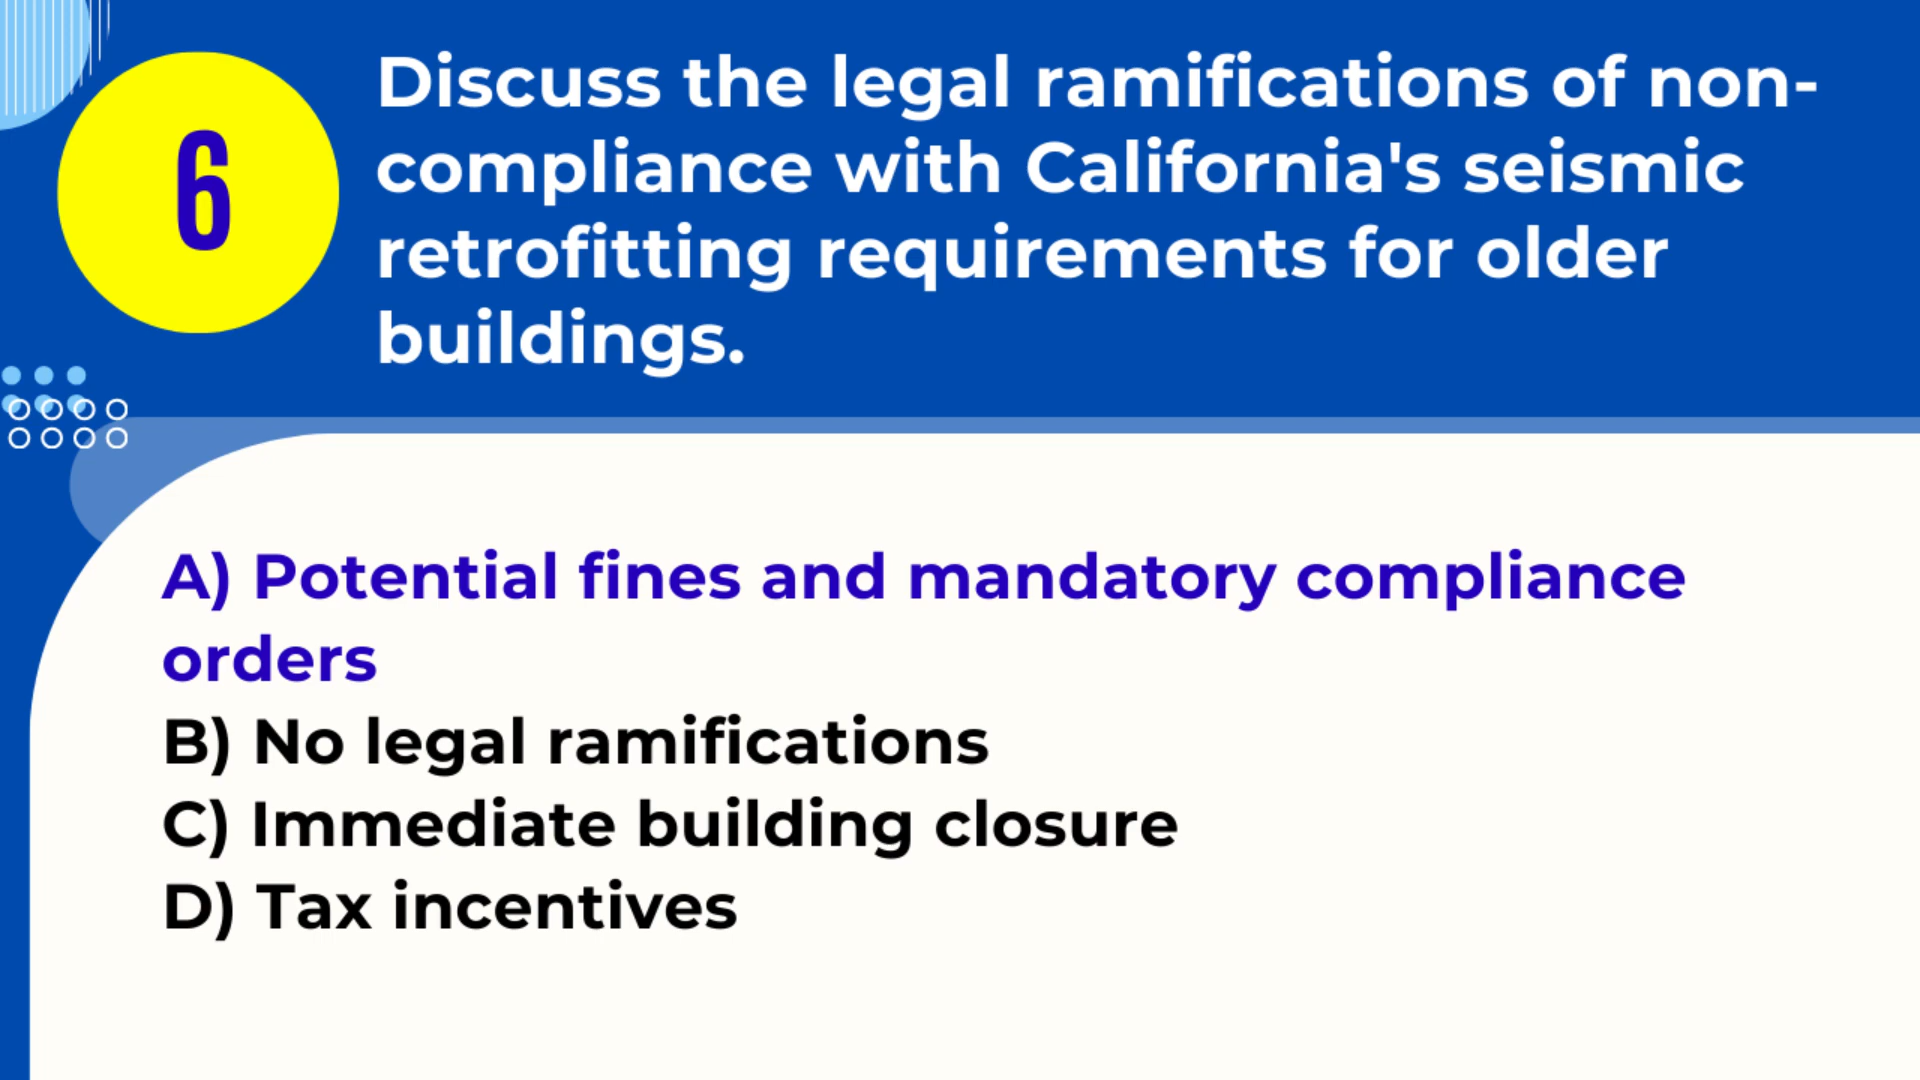 6
Discuss the legal ramifications of non-
compliance with California's seismic
retrofitting requirements for older
buildings.
A) Potential fines and mandatory compliance
orders
B) No legal ramifications
C) Immediate building closure
D) Tax incentives